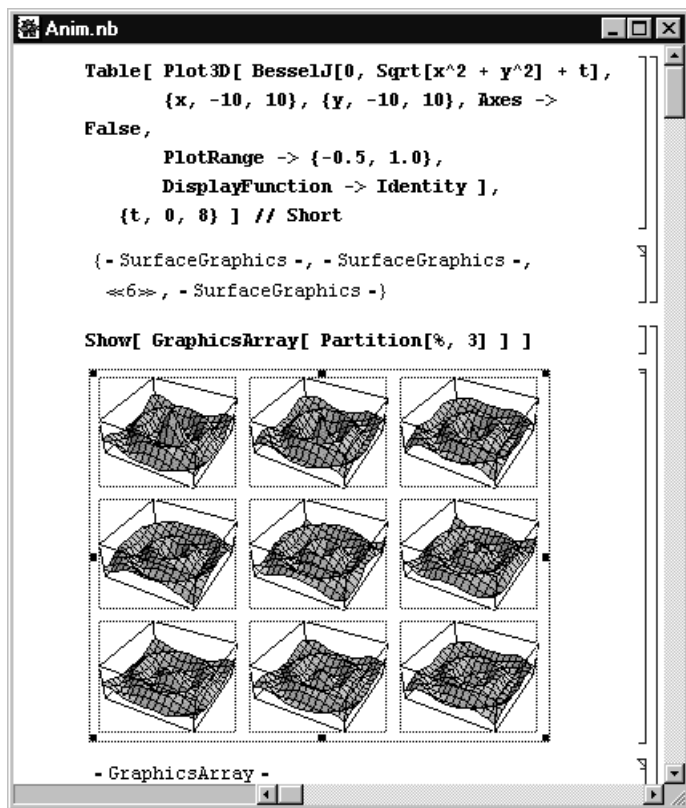 Anim.nb
Table[ Plot3D[ BesselJ[0, Sqrt[x^2 + y^2] + t],
{x, -10, 10}, {y, -10, 10}, Axes ->
False,
PlotRange -> {-0.5, 1.0},
DisplayFunction -> Identity ],
{t, 0, 8} ] // Short
{- SurfaceGraphics -, - SurfaceGraphics -,
≪6≫, - SurfaceGraphics -}
Show[ GraphicsArray[ Partition[%, 3] ] ]
- GraphicsArray -